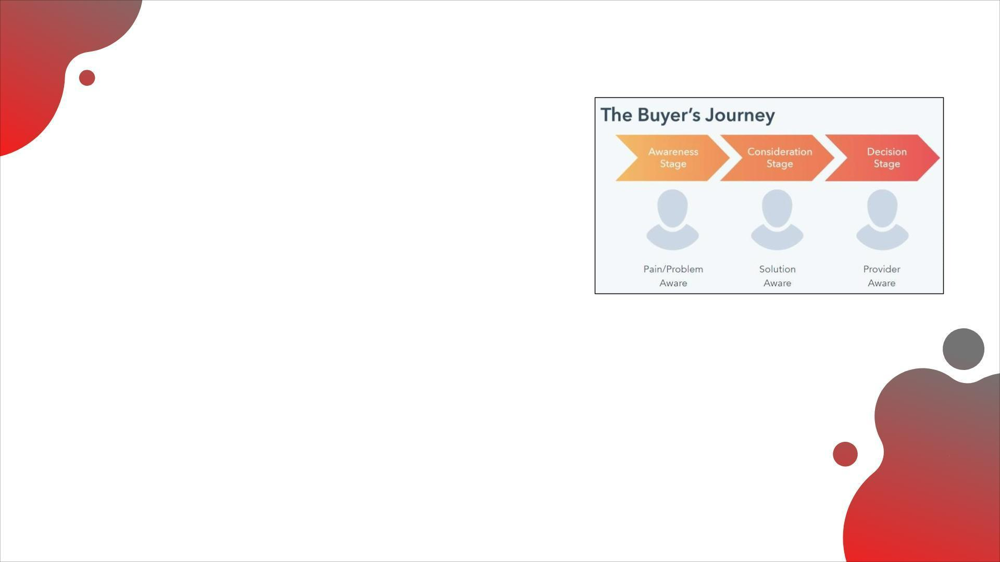 The Buyer’s Journey
Awareness
Stage
Consideration
Stage
Decision
Stage
Pain/Problem
Aware
Solution
Aware
Provider
Aware